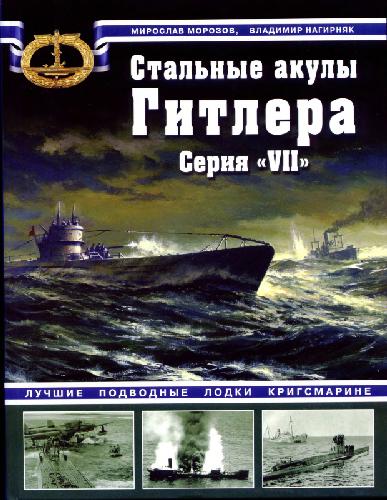 МИРОСЛАВ МОРОЗОВ, ВЛАДИМИР НАГИРНЯК
Стальные акулы
Гитлера
Серия «VII»
ЛУЧШИЕ ПОДВОДНЫЕ ЛОДКИ КРИГСМАРИНЕ